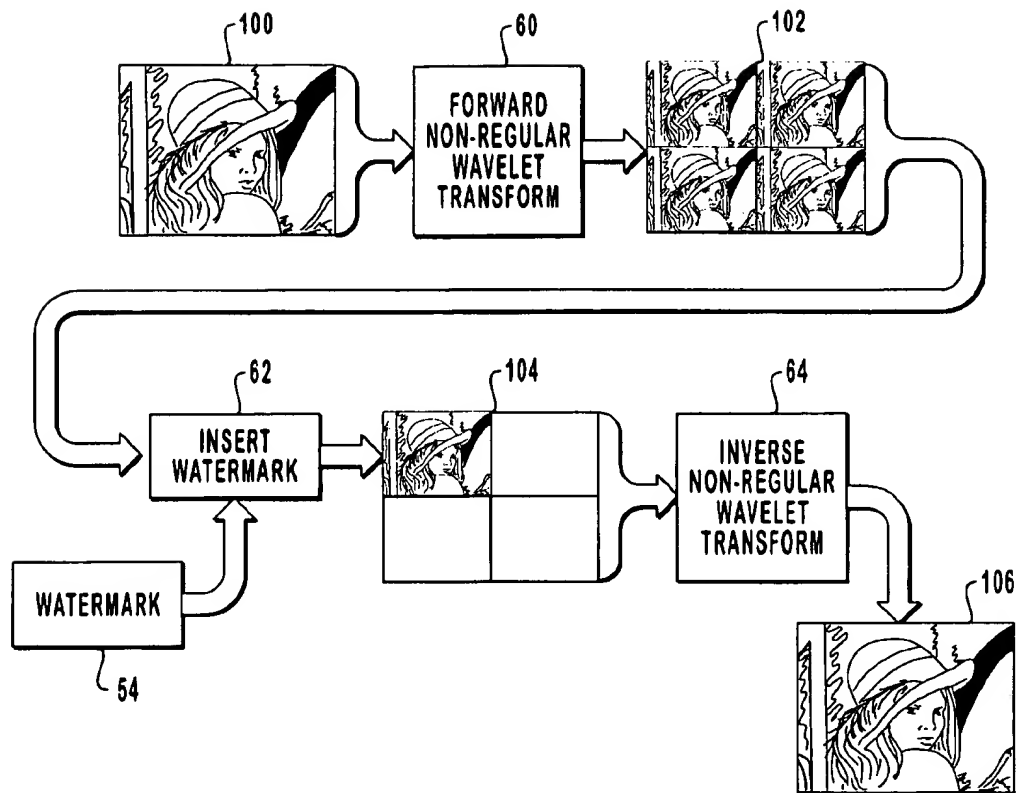 100
60
102
FORWARD
NON-REGULAR
WAVELET
TRANSFORM
62
104
64
INSERT
WATERMARK
INVERSE
NON-REGULAR
WAVELET
TRANSFORM
WATERMARK
54
106